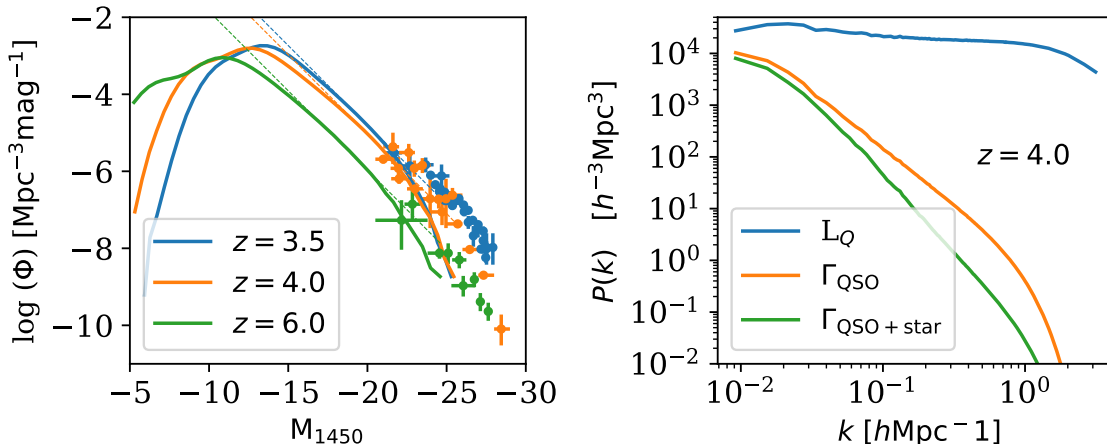 −2
−4
−6
−8
−10
log (Φ) [Mpc⁻³mag⁻¹]
z = 3.5
z = 4.0
z = 6.0
−5 −10 −15 −20 −25 −30
M₁₄₅₀
10⁵
10⁴
10³
10²
10¹
10⁰
10⁻¹
10⁻²
P(k) [h⁻³Mpc³]
z = 4.0
L_Q
Γ_QSO
Γ_QSO + star
10⁻² 10⁻¹ 10⁰
k [hMpc⁻1]